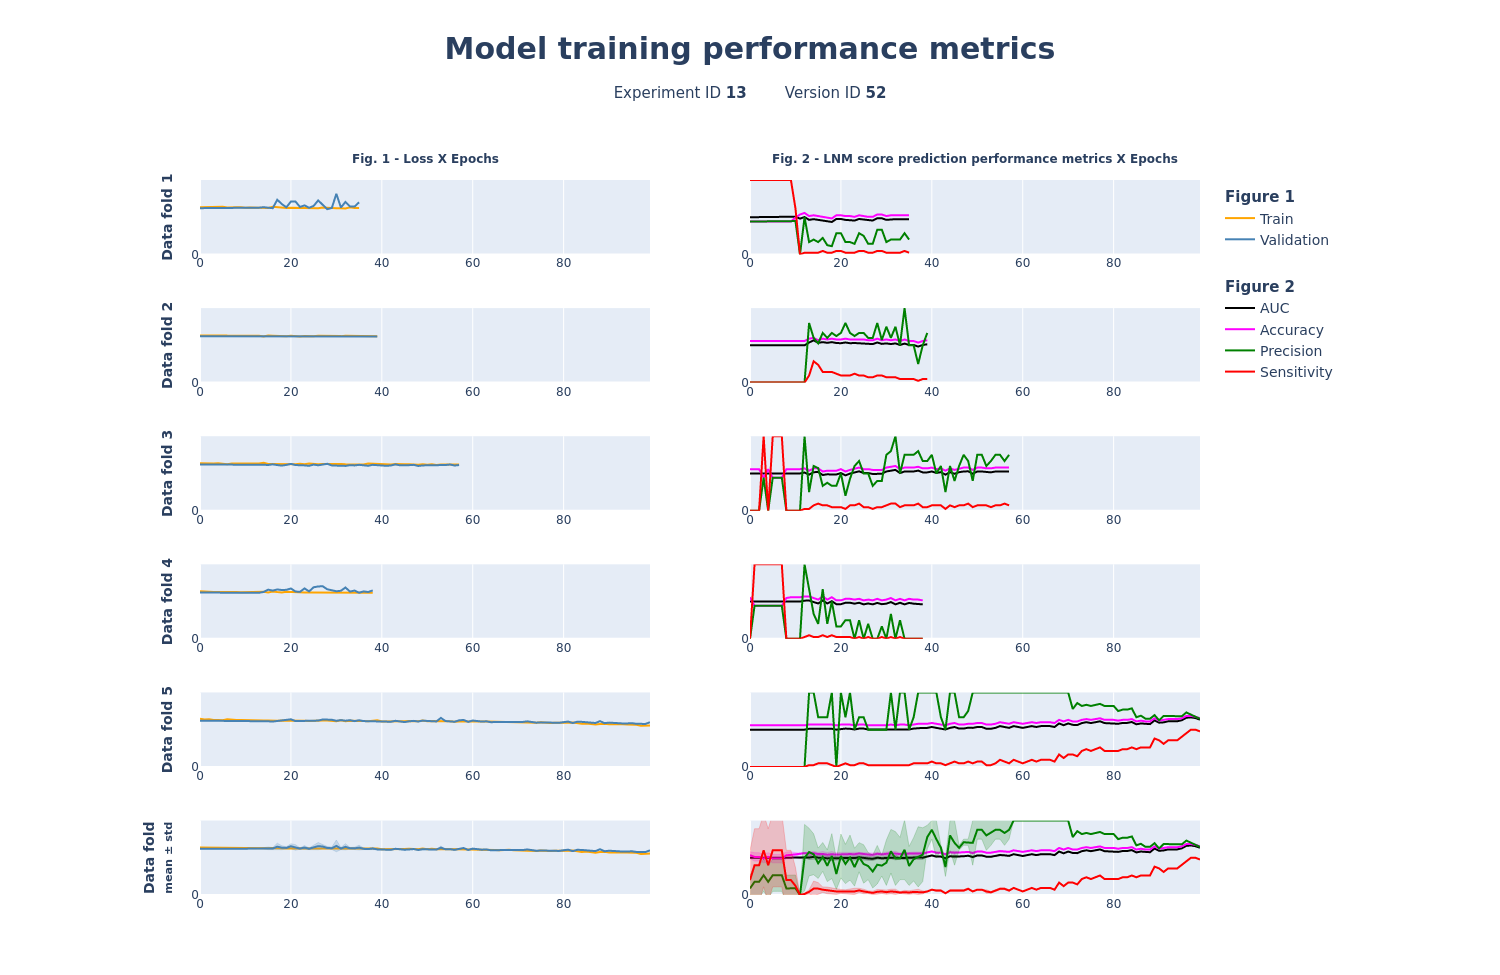 Model training performance metrics
Experiment ID 13 Version ID 52
Fig. 1 - Loss X Epochs
Fig. 2 - LNM score prediction performance metrics X Epochs
Data fold 1
0
0 20 40 60 80
0
0 20 40 60 80
Data fold 2
0
0 20 40 60 80
0
0 20 40 60 80
Data fold 3
0
0 20 40 60 80
0
0 20 40 60 80
Data fold 4
0
0 20 40 60 80
0
0 20 40 60 80
Data fold 5
0
0 20 40 60 80
0
0 20 40 60 80
Data fold
mean ± std
0
0 20 40 60 80
0
0 20 40 60 80
Figure 1
Train
Validation
Figure 2
AUC
Accuracy
Precision
Sensitivity